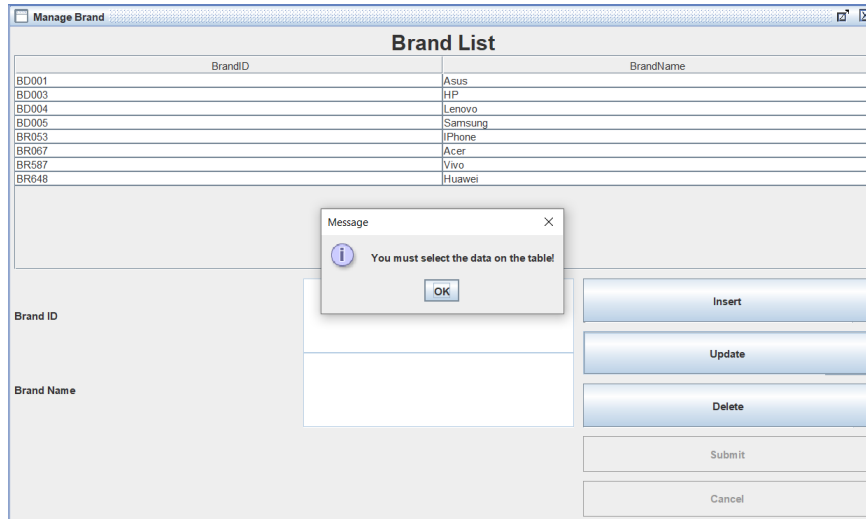 Manage Brand
Brand List
BrandID BrandName
BD001 Asus
BD003 HP
BD004 Lenovo
BD005 Samsung
BR053 IPhone
BR067 Acer
BR587 Vivo
BR648 Huawei
Message
You must select the data on the table!
OK
Brand ID
Brand Name
Insert
Update
Delete
Submit
Cancel